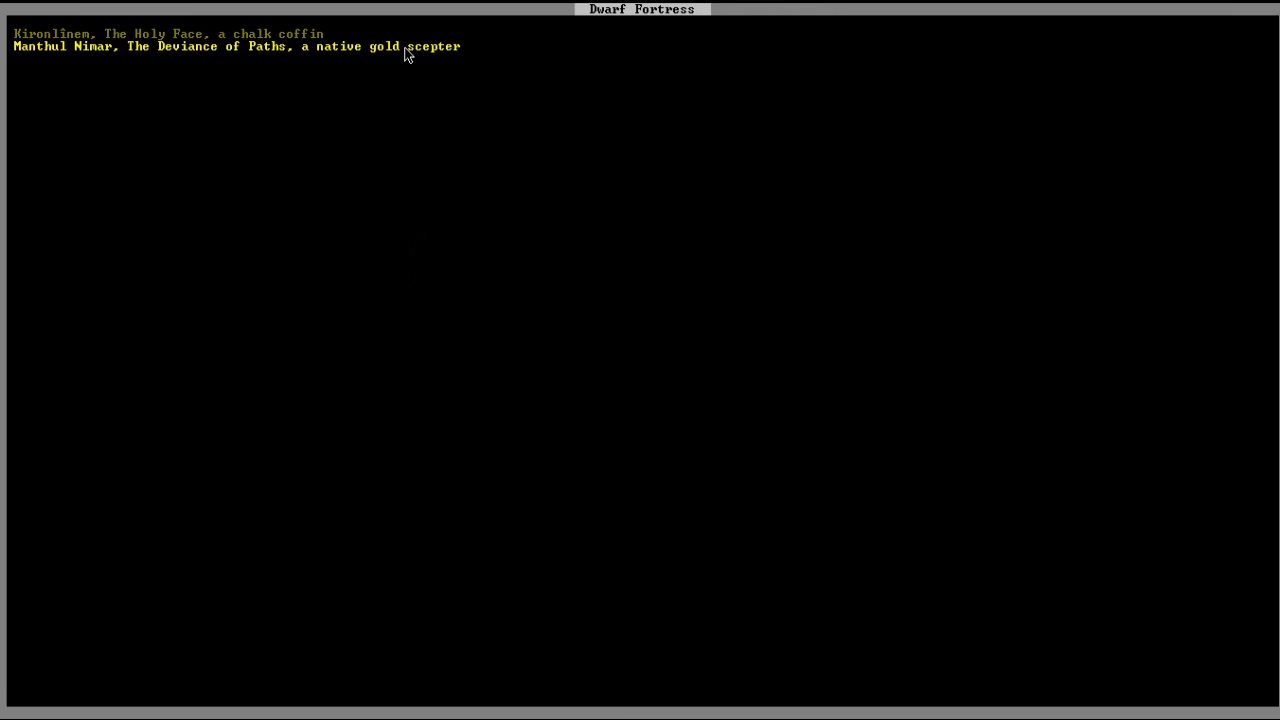 Dwarf Fortress
Kironlînem, The Holy Face, a chalk coffin
Manthul Nimar, The Deviance of Paths, a native gold scepter